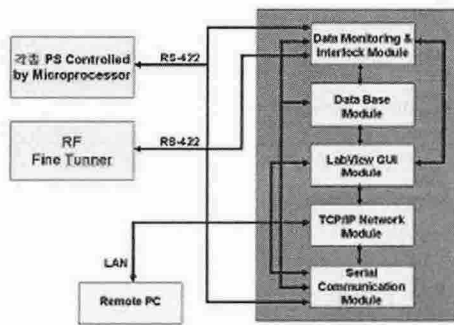 각종 PS Controlled
by Microprocessor
RS-422
RF
Fine Tunner
RS-422
LAN
Remote PC
Data Monitoring &
Interlock Module
Data Base
Module
LabView GUI
Module
TCP/IP Network
Module
Serial
Communication
Module